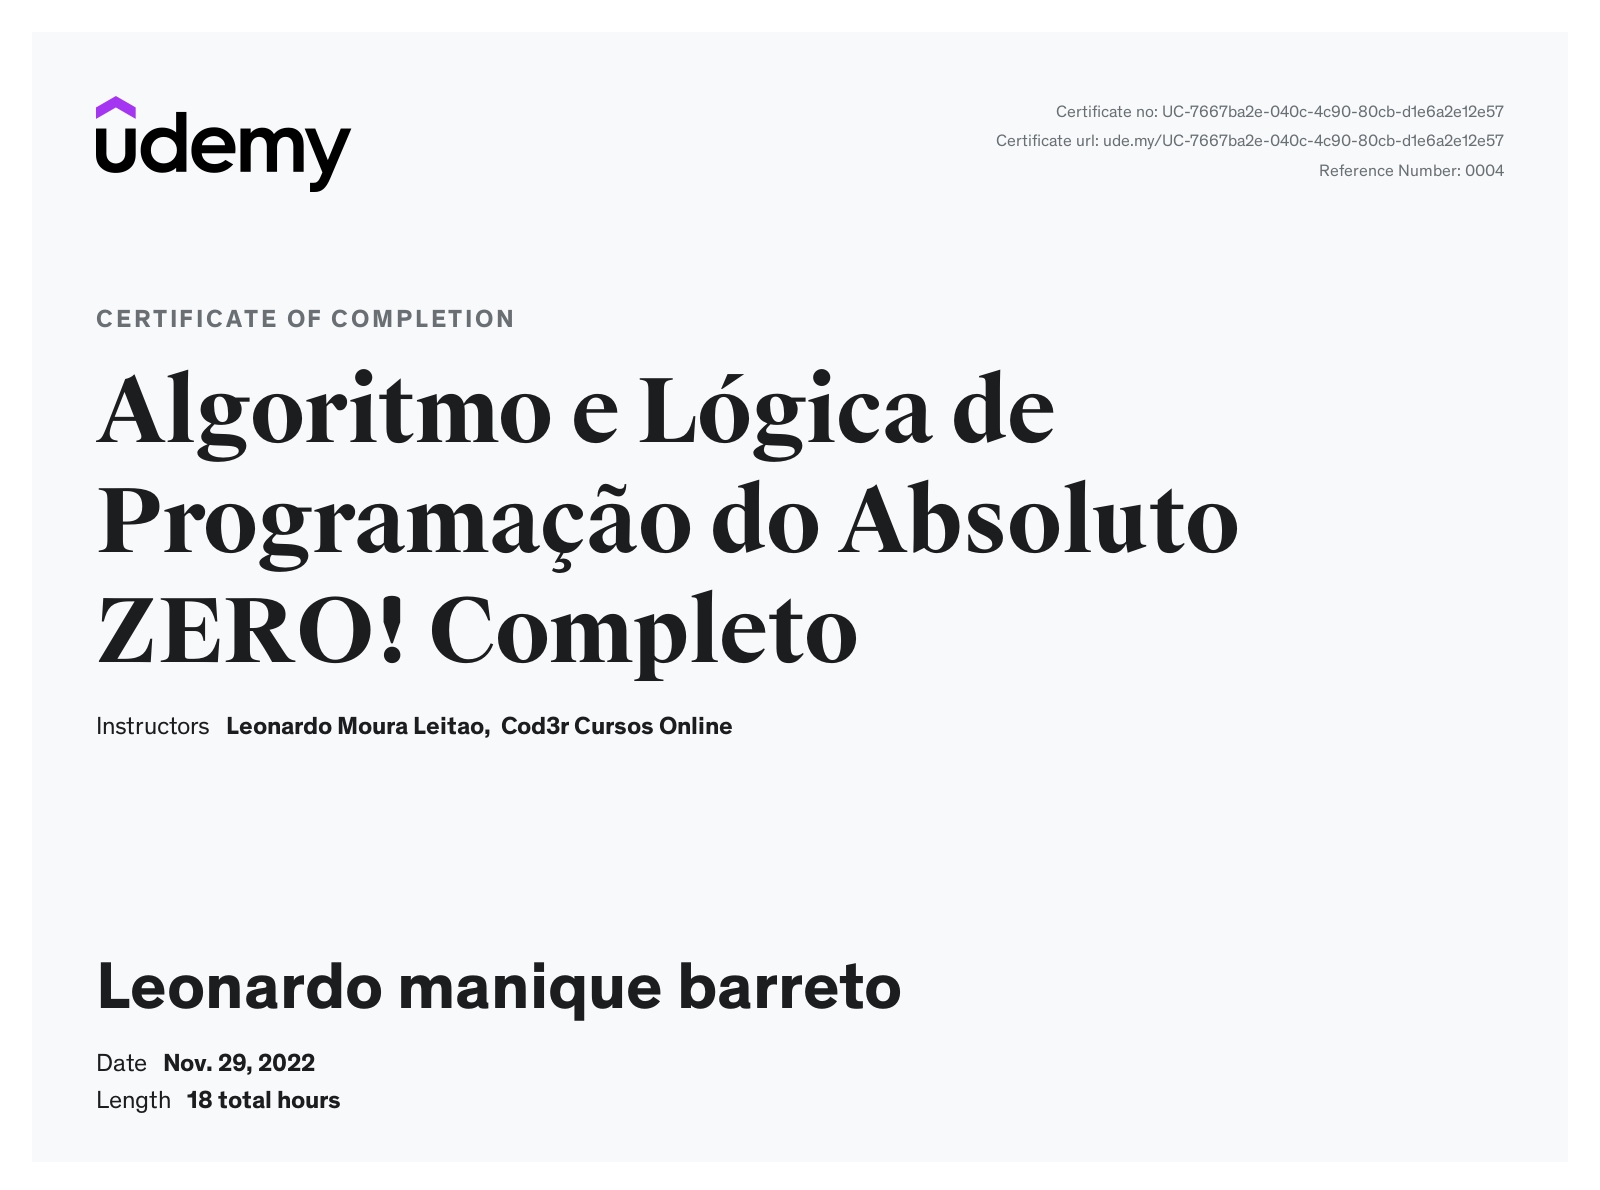 udemy
Certificate no: UC-7667ba2e-040c-4c90-80cb-d1e6a2e12e57
Certificate url: ude.my/UC-7667ba2e-040c-4c90-80cb-d1e6a2e12e57
Reference Number: 0004
CERTIFICATE OF COMPLETION
Algoritmo e Lógica de
Programação do Absoluto
ZERO! Completo
Instructors Leonardo Moura Leitao, Cod3r Cursos Online
Leonardo manique barreto
Date Nov. 29, 2022
Length 18 total hours